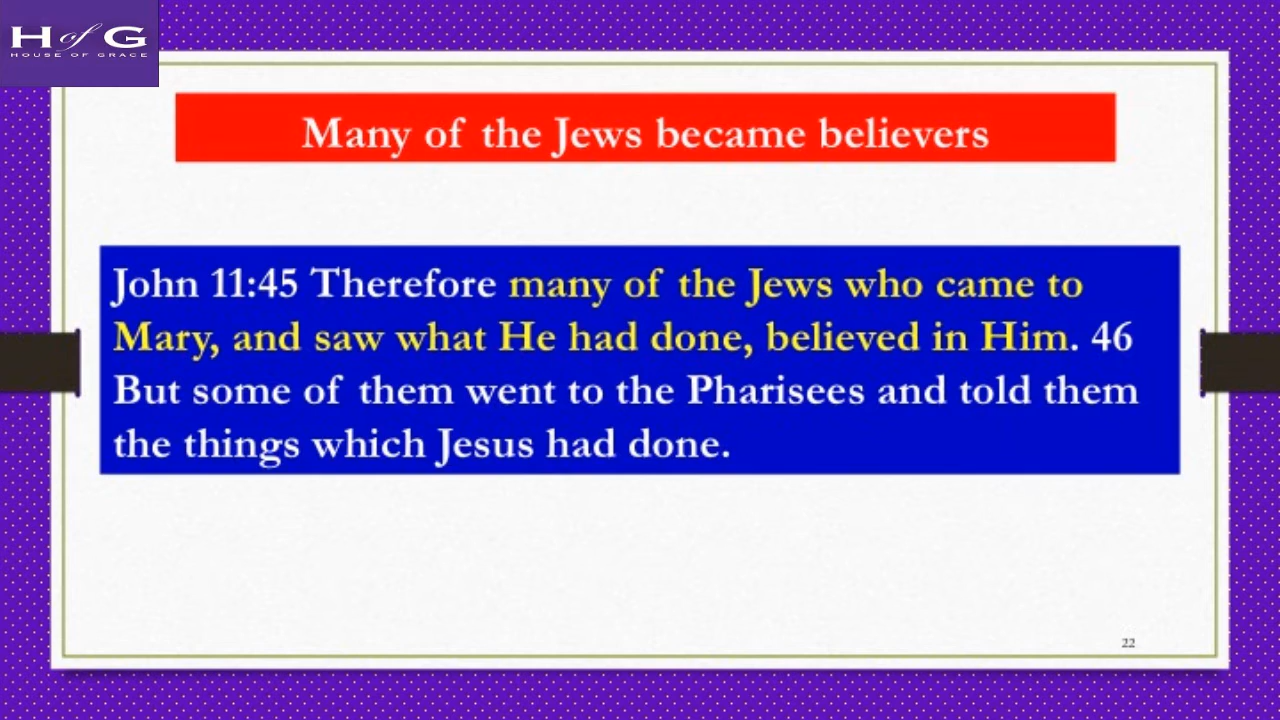 H of G
HOUSE OF GRACE
Many of the Jews became believers
John 11:45 Therefore many of the Jews who came to
Mary, and saw what He had done, believed in Him. 46
But some of them went to the Pharisees and told them
the things which Jesus had done.
22